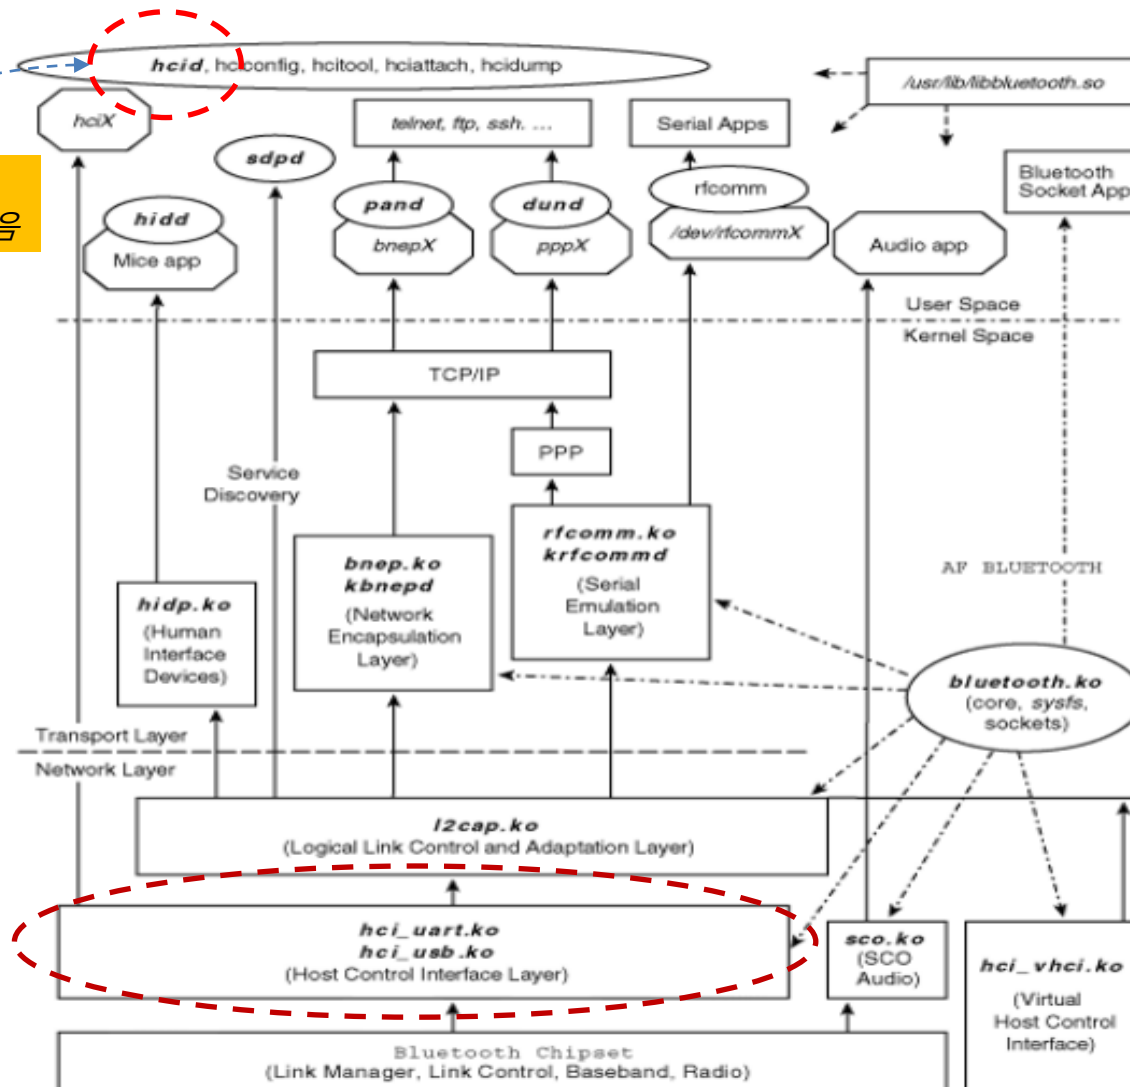 hcid, hciconfig, hcitool, hciattach, hcidump
/usr/lib/libbluetooth.so
hciX
telnet, ftp, ssh. ...
Serial Apps
sdpd
Bluetooth
Socket App
음
hidd
Mice app
pand
bnepX
dund
pppX
rfcomm
/dev/rfcommX
Audio app
User Space
Kernel Space
TCP/IP
PPP
Service
Discovery
rfcomm.ko
krfcommd
(Serial
Emulation
Layer)
bnep.ko
kbnepd
(Network
Encapsulation
Layer)
AF BLUETOOTH
hidp.ko
(Human
Interface
Devices)
bluetooth.ko
(core, sysfs,
sockets)
Transport Layer
Network Layer
l2cap.ko
(Logical Link Control and Adaptation Layer)
hci_uart.ko
hci_usb.ko
(Host Control Interface Layer)
sco.ko
(SCO
Audio)
hci_vhci.ko
(Virtual
Host Control
Interface)
Bluetooth Chipset
(Link Manager, Link Control, Baseband, Radio)